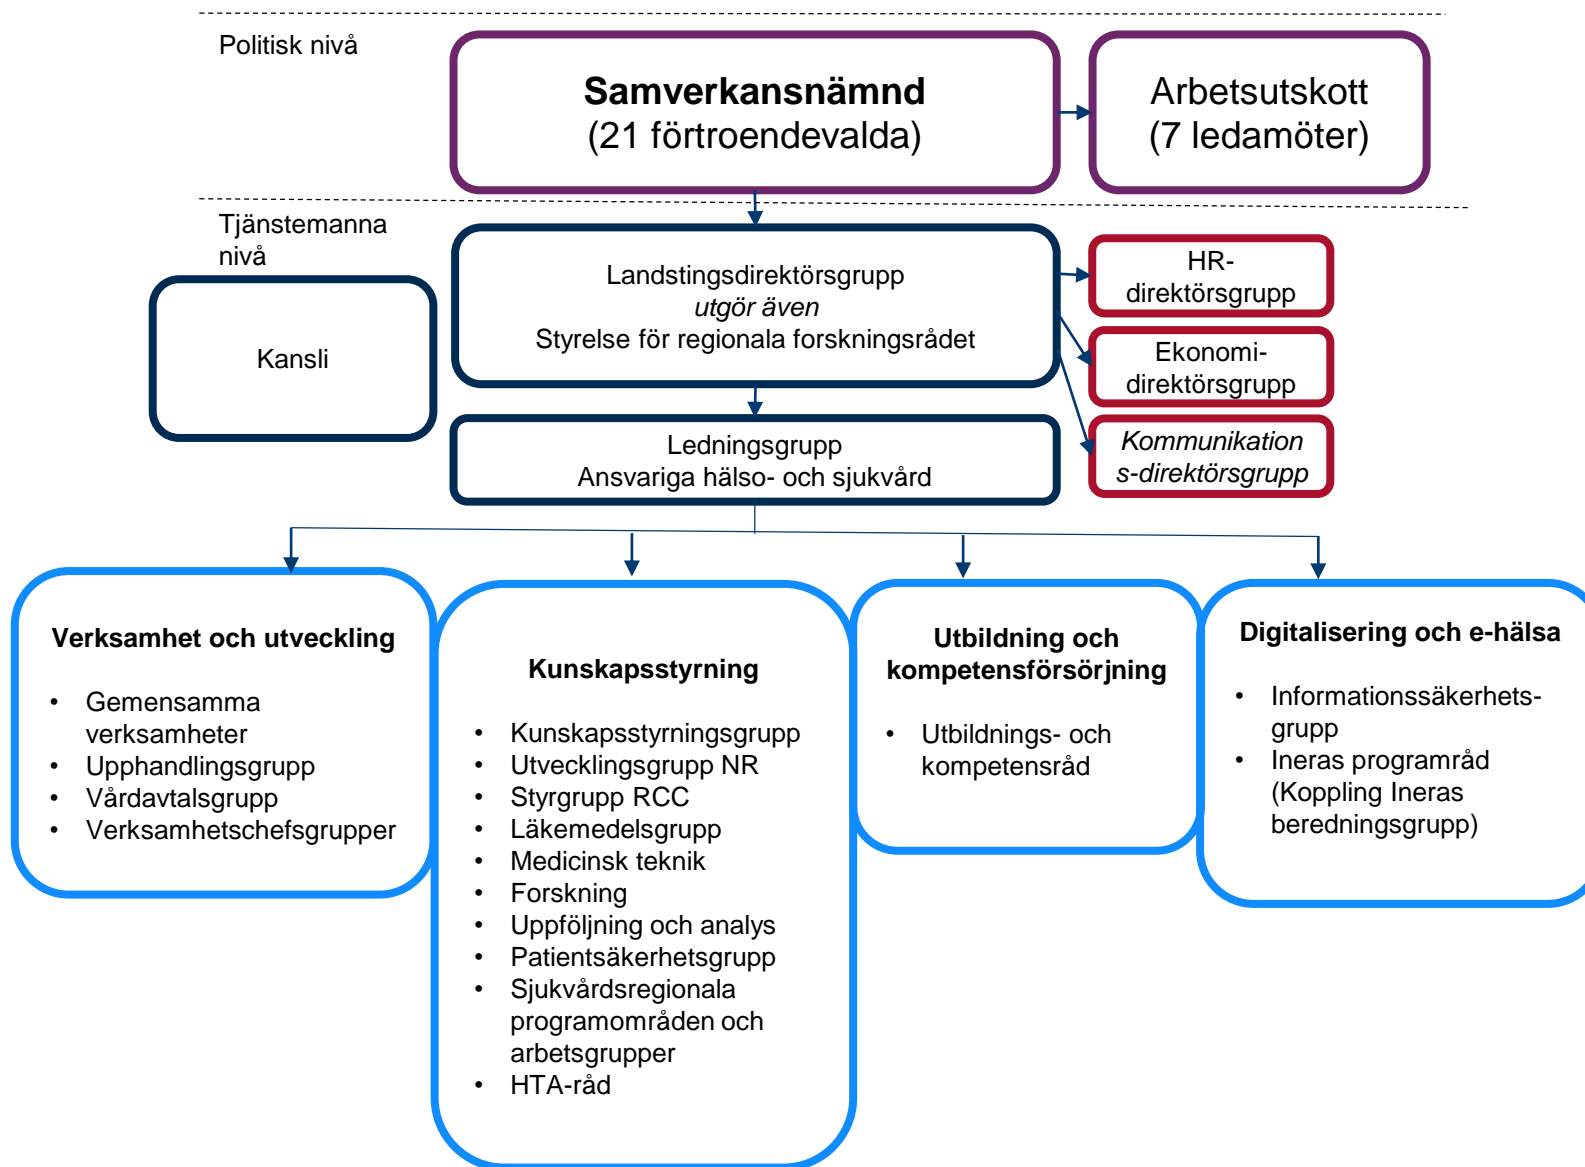 Politisk nivå
Samverkansnämnd
(21 förtroendevalda)
Arbetsutskott
(7 ledamöter)
Tjänstemanna
nivå
Kansli
Landstingsdirektörsgrupp
utgör även
Styrelse för regionala forskningsrådet
HR-
direktörsgrupp
Ekonomi-
direktörsgrupp
Kommunikation
s-direktörsgrupp
Ledningsgrupp
Ansvariga hälso- och sjukvård
Verksamhet och utveckling
• Gemensamma
verksamheter
• Upphandlingsgrupp
• Vårdavtalsgrupp
• Verksamhetschefsgrupper
Kunskapsstyrning
• Kunskapsstyrningsgrupp
• Utvecklingsgrupp NR
• Styrgrupp RCC
• Läkemedelsgrupp
• Medicinsk teknik
• Forskning
• Uppföljning och analys
• Patientsäkerhetsgrupp
• Sjukvårdsregionala
programområden och
arbetsgrupper
• HTA-råd
Utbildning och
kompetensförsörjning
• Utbildnings- och
kompetensråd
Digitalisering och e-hälsa
• Informationssäkerhets-
grupp
• Ineras programråd
(Koppling Ineras
beredningsgrupp)